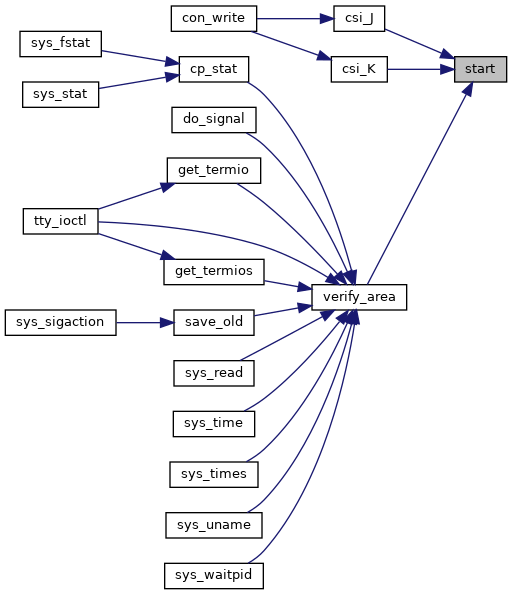 con_write
csi_J
sys_fstat
cp_stat
csi_K
start
sys_stat
do_signal
get_termio
tty_ioctl
get_termios
verify_area
sys_sigaction
save_old
sys_read
sys_time
sys_times
sys_uname
sys_waitpid